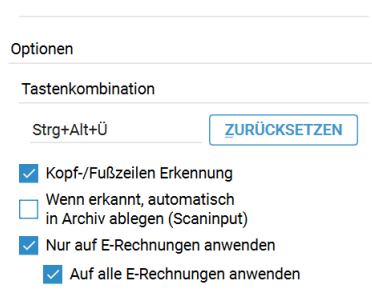 Optionen
Tastenkombination
Strg+Alt+Ü
ZURÜCKSETZEN
Kopf-/Fußzeilen Erkennung
Wenn erkannt, automatisch
in Archiv ablegen (Scaninput)
Nur auf E-Rechnungen anwenden
Auf alle E-Rechnungen anwenden